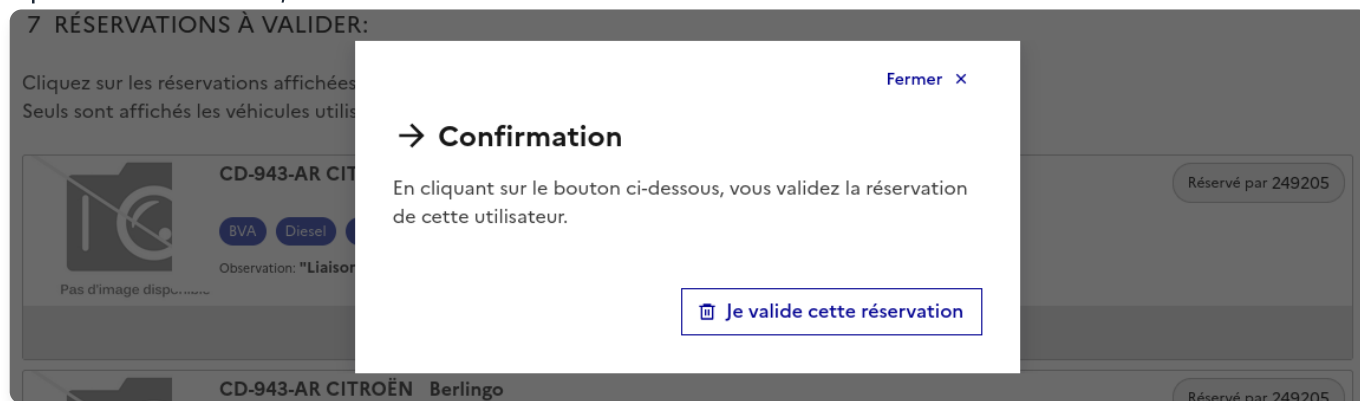 7 RÉSERVATIONS À VALIDER:
Cliquez sur les réservations affichées
Seuls sont affichés les véhicules utilis
Fermer ×
→ Confirmation
En cliquant sur le bouton ci-dessous, vous validez la réservation
de cette utilisateur.
Je valide cette réservation
CD-943-AR CIT
Réservé par 249205
BVA Diesel
Observation: "Liaison
Pas d'image disponible
CD-943-AR CITROËN Berlingo
Réservé par 249205